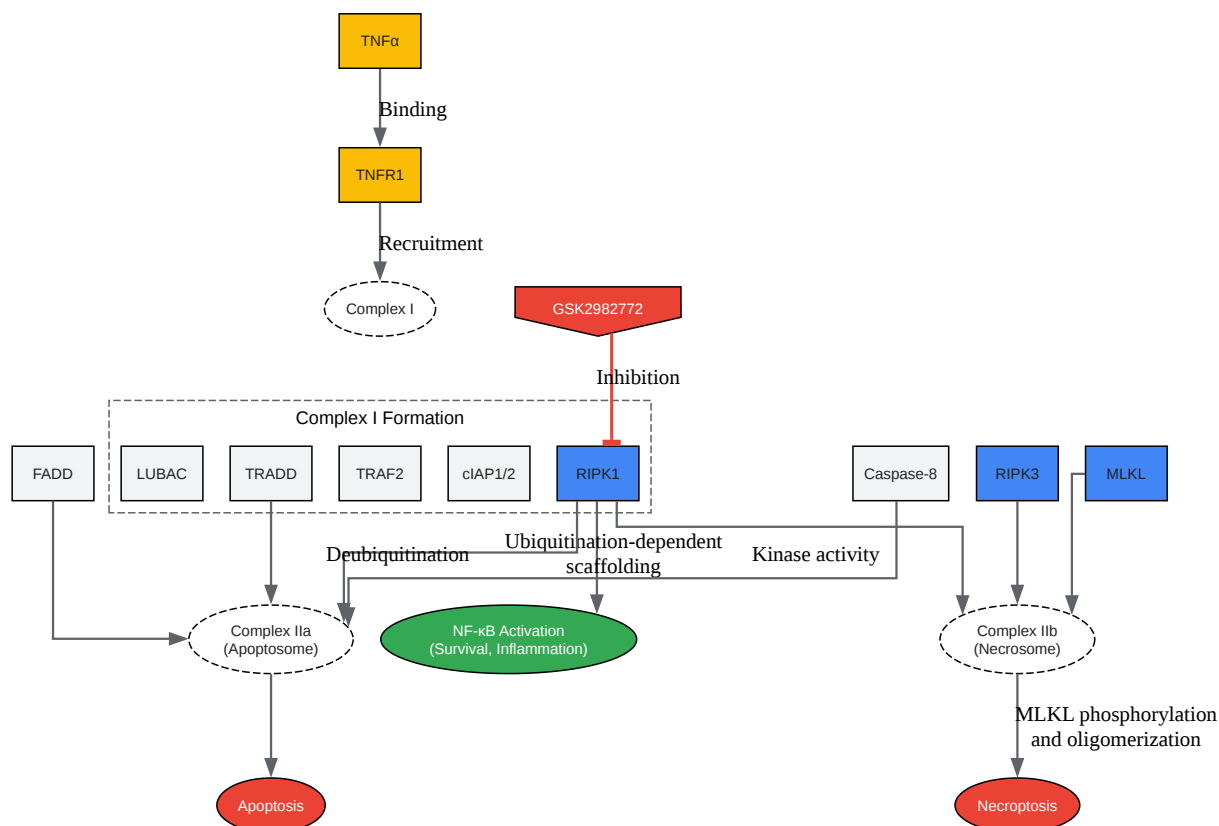 TNFα
Binding
TNFR1
Recruitment
Complex I
GSK2982772
Inhibition
Complex I Formation
FADD
LUBAC
TRADD
TRAF2
cIAP1/2
RIPK1
Caspase-8
RIPK3
MLKL
Deubiquitination
Ubiquitination-dependent
scaffolding
Kinase activity
Complex IIa
(Apoptosome)
NF-κB Activation
(Survival, Inflammation)
Complex IIb
(Necrosome)
MLKL phosphorylation
and oligomerization
Apoptosis
Necroptosis